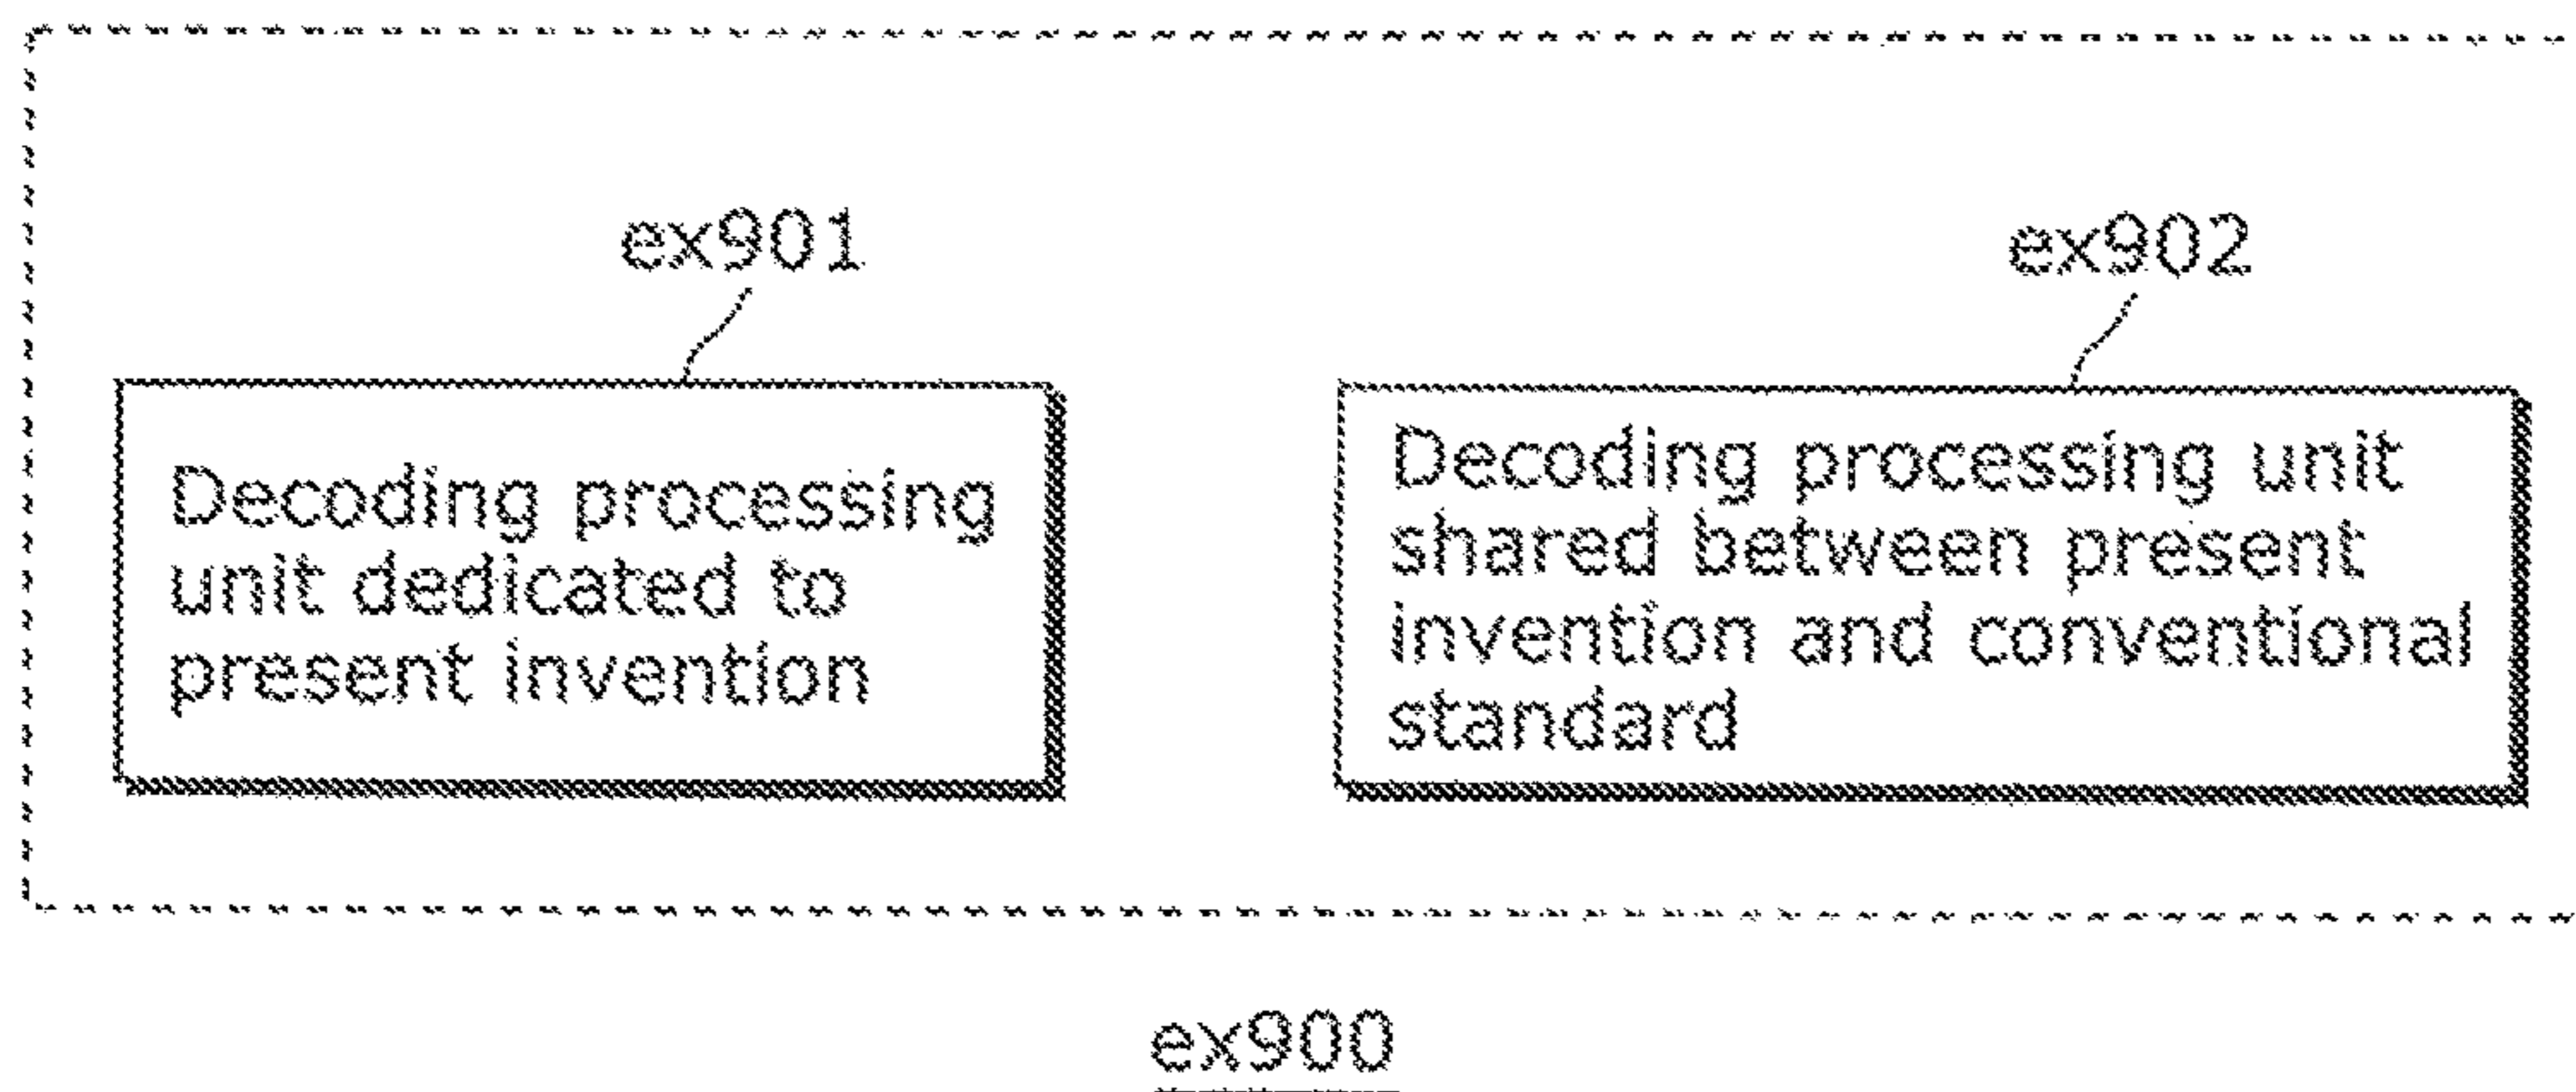 ex901
ex902
Decoding processing
unit dedicated to
present invention
Decoding processing unit
shared between present
invention and conventional
standard
ex900